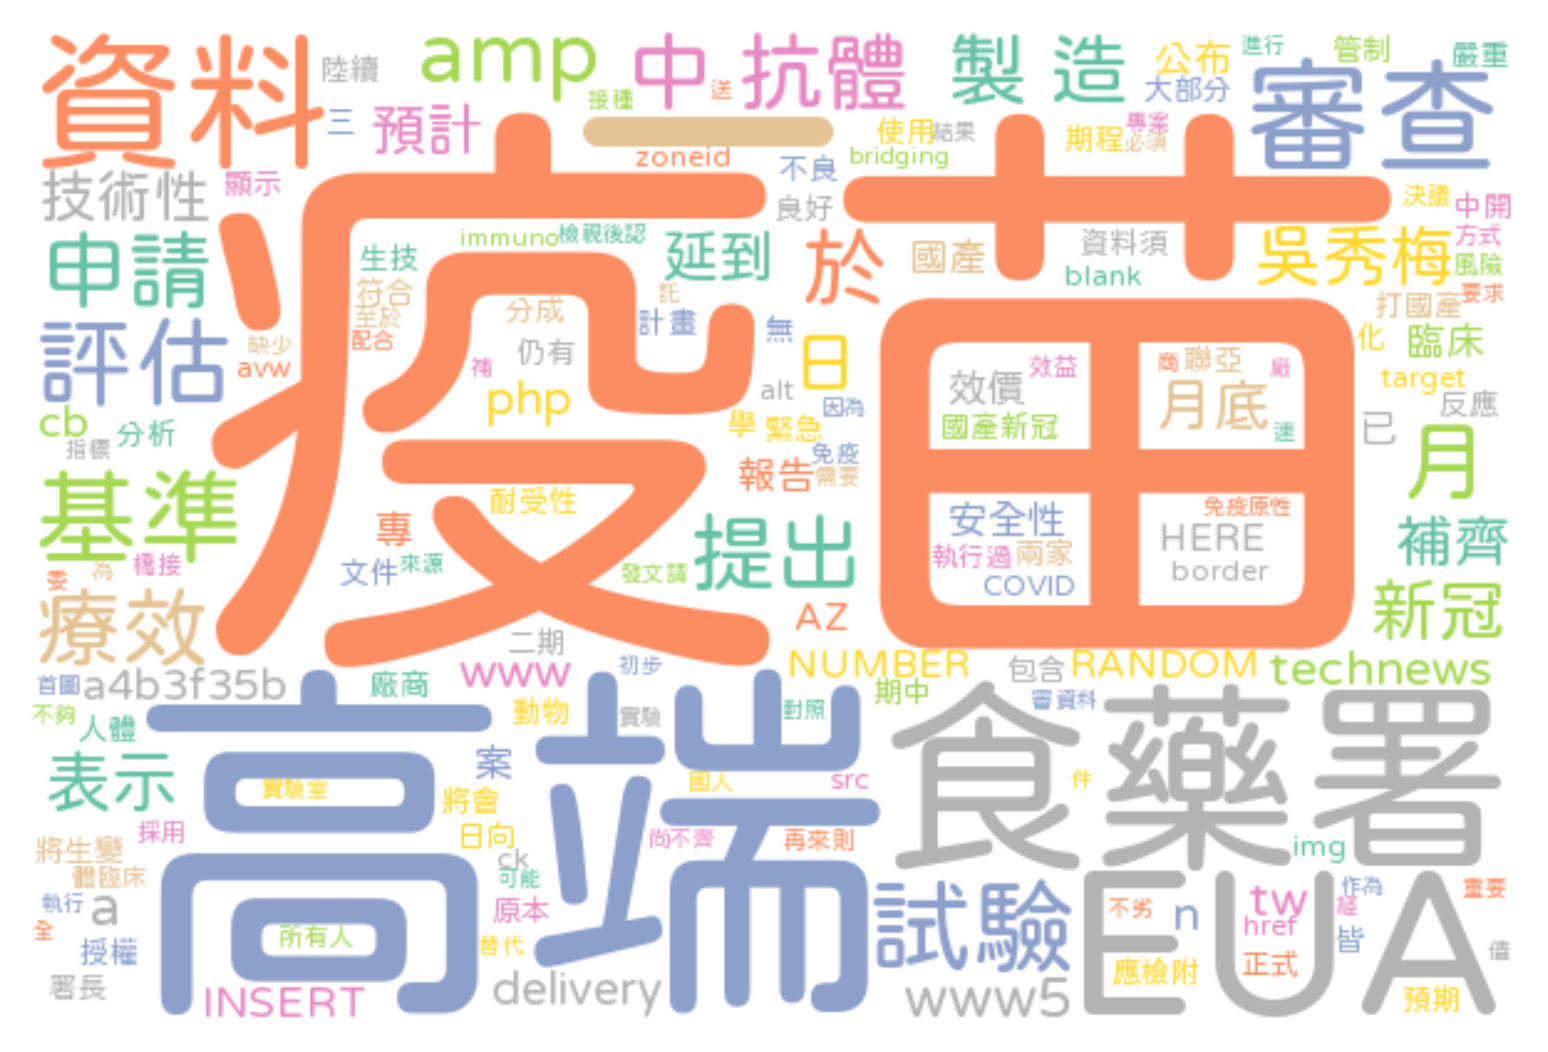 資料
陸續
amp
中
送
抗體
製造
公布
進行
管制
嚴重
三
預計
接種
大部分
審查
zoneid
使用
結果
期程
專案
必須
bridging
不良
技術性
顯示
良好
決議
中開
疫苗
申請
生技
immuno
檢視後認
延到
於
國產
資料須
blank
吳秀梅
方式
風險
要求
符合
至於
配合
分成
託
計畫
無
打國產
評估
缺少
avw
仍有
補
php
alt
日
因為
化
臨床
target
反應
效價
效益
商
聯亞
廠
月底
國產新冠
速
已
cb
指標
分析
學
緊急
免疫
需要
月
基準
報告
耐受性
專
提出
安全性
免疫原性
HERE
補齊
橋接
委
為
文件
來源
發文請
執行過
兩家
COVID
border
療效
二期
AZ
新冠
www
初步
NUMBER
包含
RANDOM
technews
首圖
a4b3f35b
廠商
期中
審資料
不夠
人體
動物
實驗
對照
高端
食藥署
表示
案
實驗室
將會
國人
src
件
採用
日向
尚不齊
再來則
img
將生變
體臨床
ck
可能
執行
a
原本
試驗
EUA
不劣
n
tw
href
經
作為
皆
重要
全
授權
所有人
替代
應檢附
正式
值
署長
INSERT
delivery
www5
預期